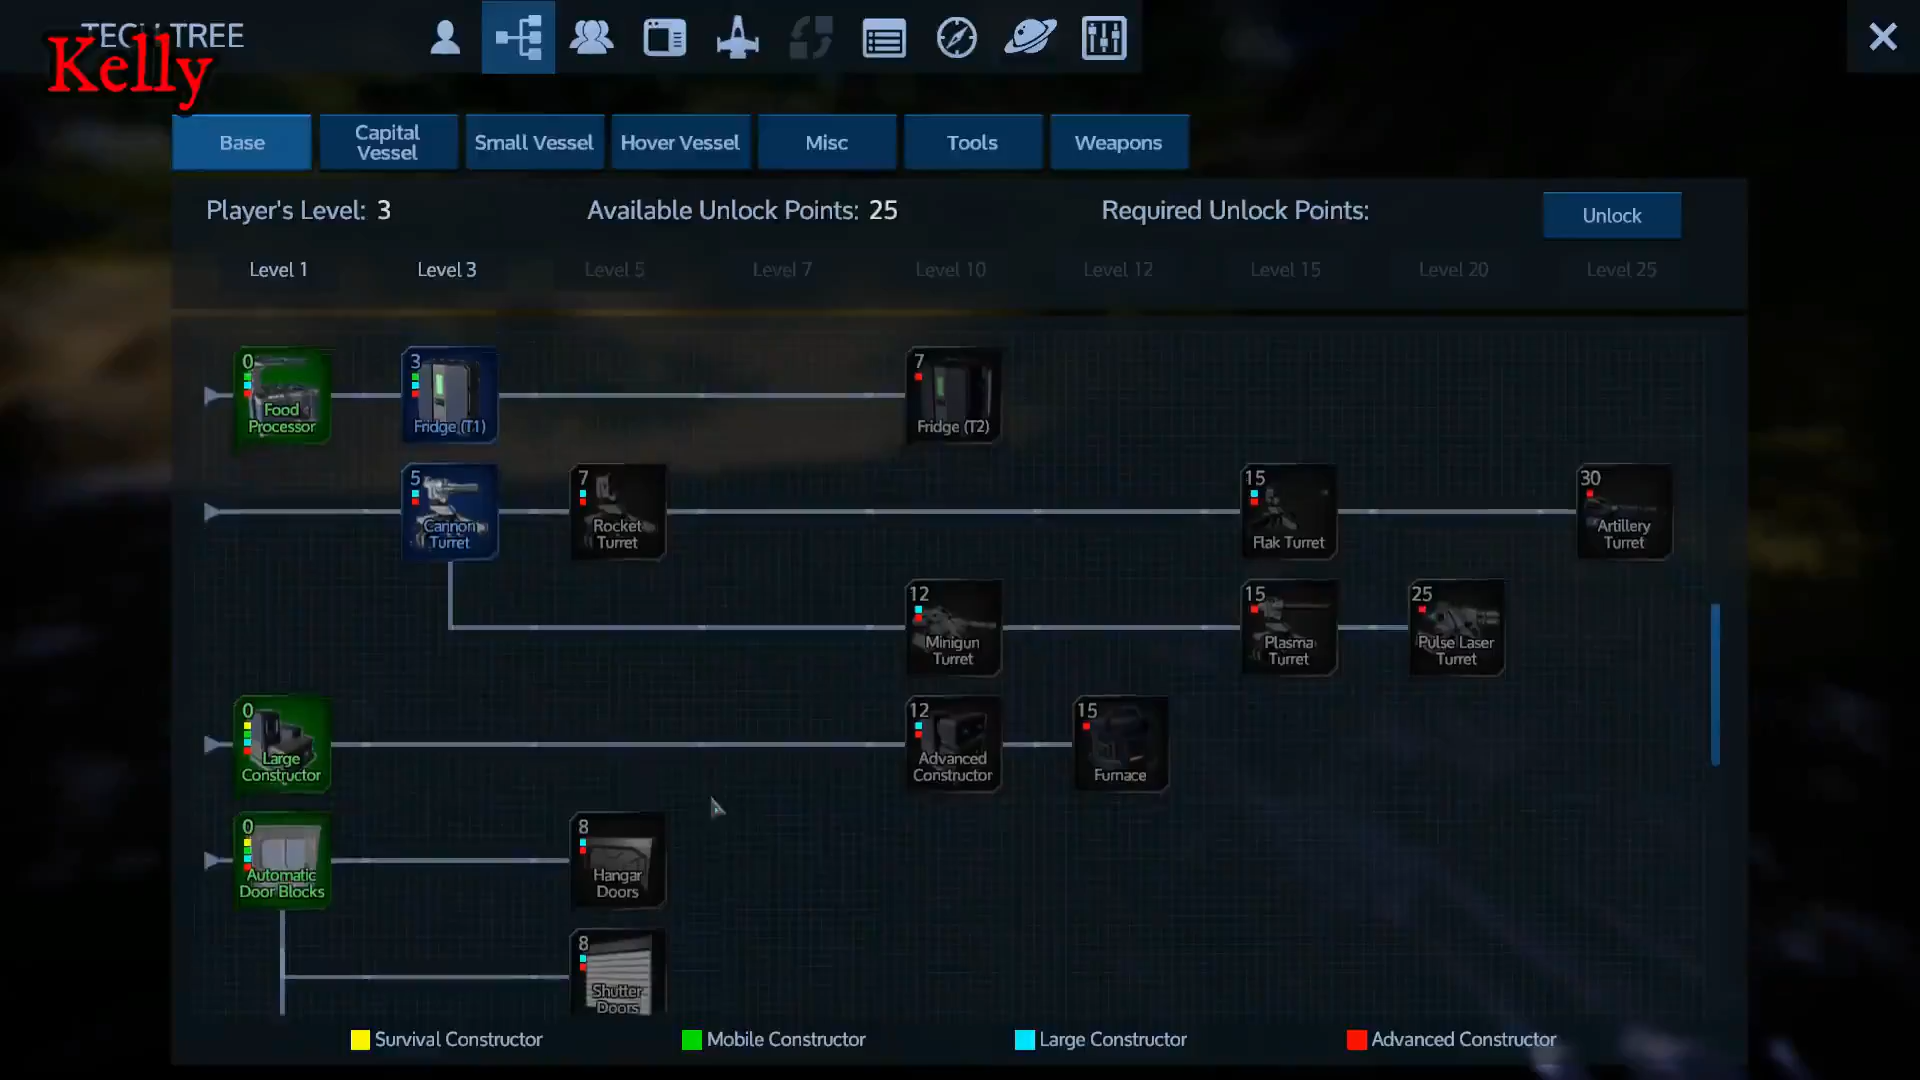 TECH TREE
Kelly
Base
Capital
Vessel
Small Vessel
Hover Vessel
Misc
Tools
Weapons
Player's Level: 3
Available Unlock Points: 25
Required Unlock Points:
Unlock
Level 1
Level 3
Level 5
Level 7
Level 10
Level 12
Level 15
Level 20
Level 25
0
Food
Processor
3
Fridge (T1)
7
Fridge (T2)
5
Cannon
Turret
7
Rocket
Turret
15
Flak Turret
30
Artillery
Turret
12
Minigun
Turret
15
Plasma
Turret
25
Pulse Laser
Turret
0
Large
Constructor
12
Advanced
Constructor
15
Furnace
0
Automatic
Door Blocks
8
Hangar
Doors
8
Shutter
Doors
Survival Constructor
Mobile Constructor
Large Constructor
Advanced Constructor